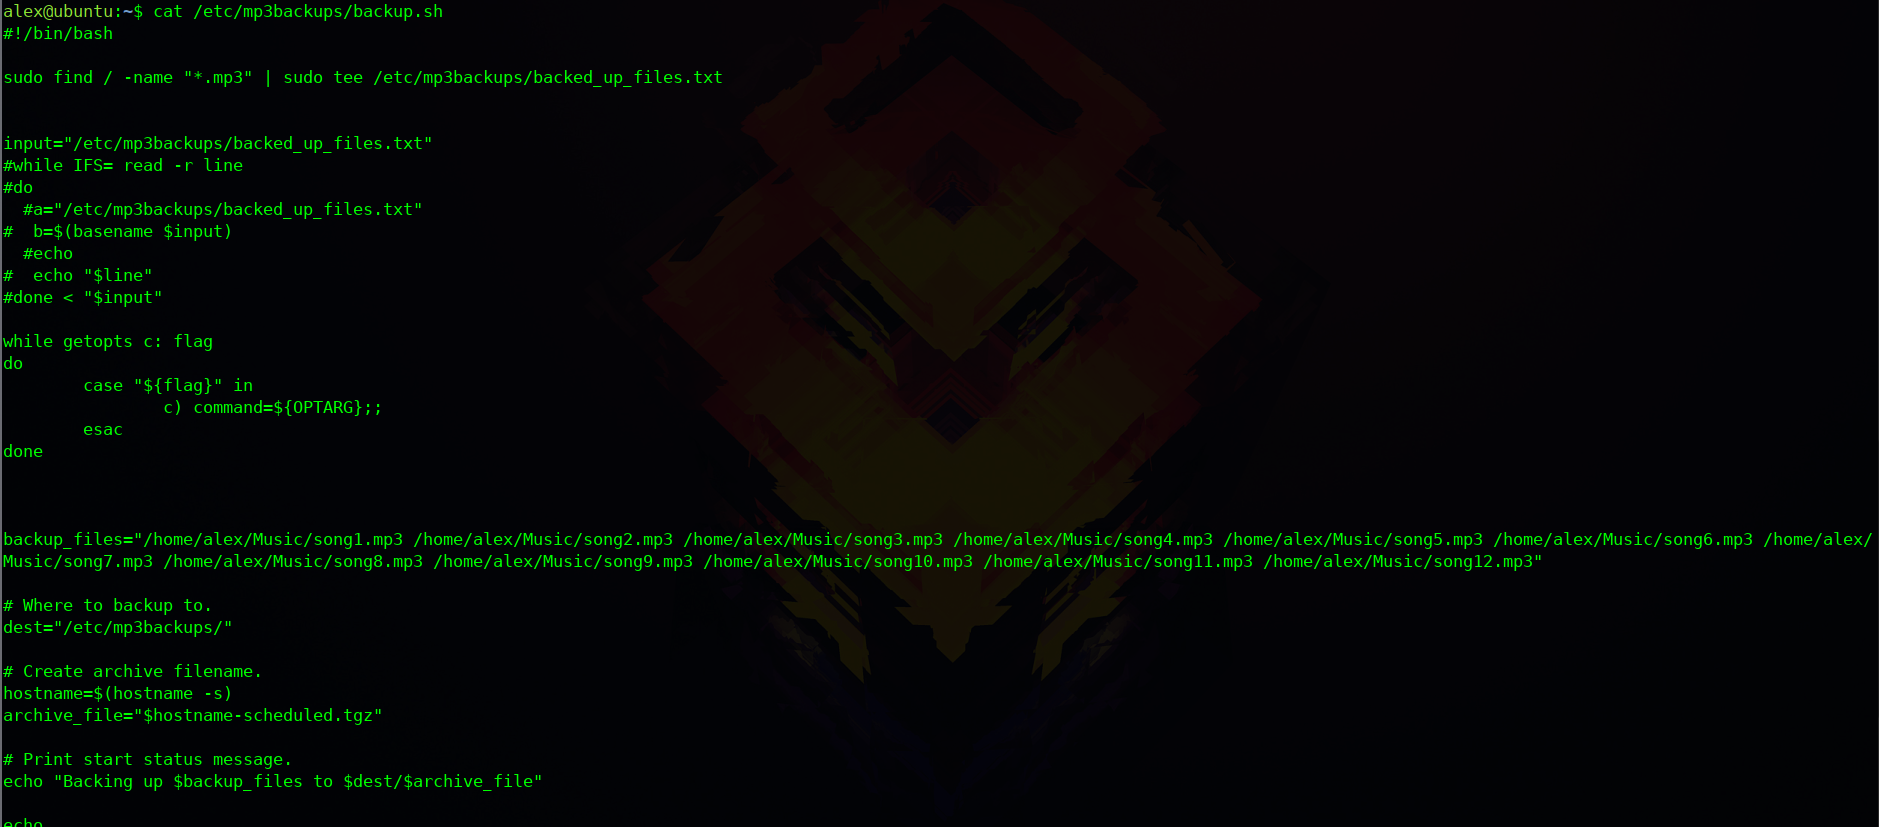 alex@ubuntu:~$ cat /etc/mp3backups/backup.sh
#!/bin/bash

sudo find / -name "*.mp3" | sudo tee /etc/mp3backups/backed_up_files.txt


input="/etc/mp3backups/backed_up_files.txt"
#while IFS= read -r line
#do
  #a="/etc/mp3backups/backed_up_files.txt"
#  b=$(basename $input)
  #echo
#  echo "$line"
#done < "$input"

while getopts c: flag
do
        case "${flag}" in
                c) command=${OPTARG};;
        esac
done



backup_files="/home/alex/Music/song1.mp3 /home/alex/Music/song2.mp3 /home/alex/Music/song3.mp3 /home/alex/Music/song4.mp3 /home/alex/Music/song5.mp3 /home/alex/Music/song6.mp3 /home/alex/
Music/song7.mp3 /home/alex/Music/song8.mp3 /home/alex/Music/song9.mp3 /home/alex/Music/song10.mp3 /home/alex/Music/song11.mp3 /home/alex/Music/song12.mp3"

# Where to backup to.
dest="/etc/mp3backups/"

# Create archive filename.
hostname=$(hostname -s)
archive_file="$hostname-scheduled.tgz"

# Print start status message.
echo "Backing up $backup_files to $dest/$archive_file"

echo